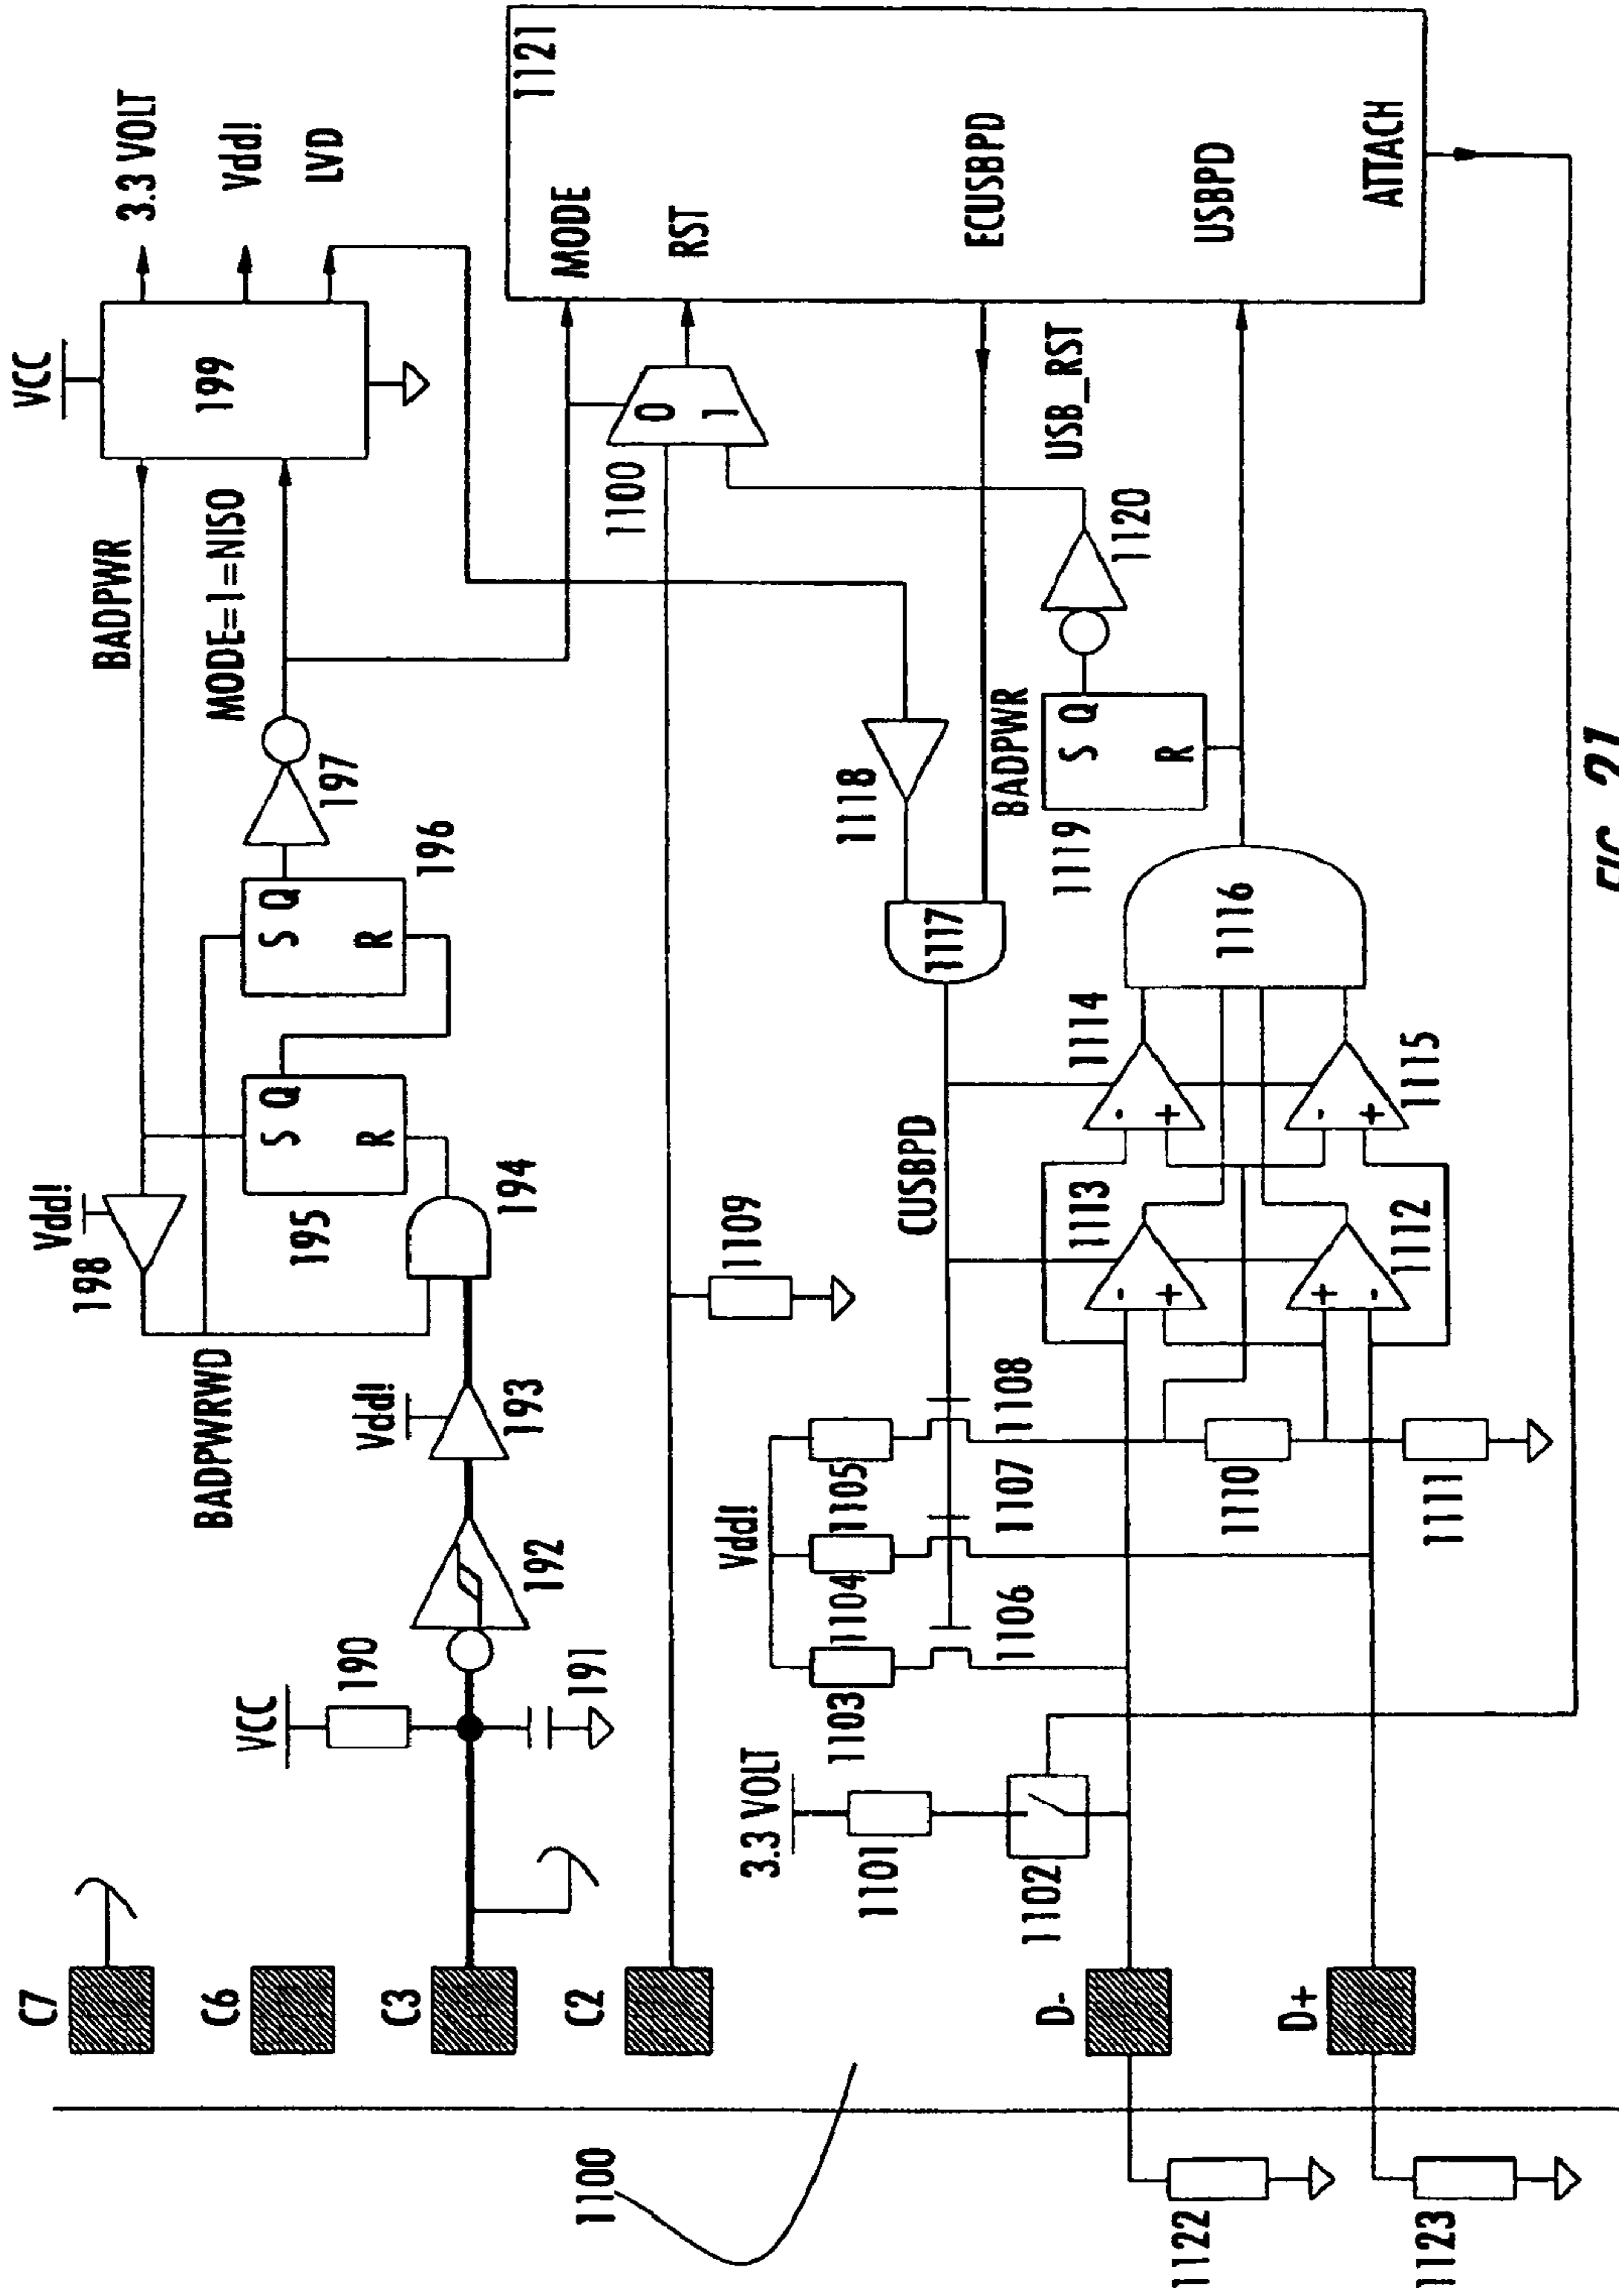 VCC
3.3 VOLT
Vdd!
LVD
199
BADPWR
MODE=1=NISO
1121
MODE
RST
ECUSBPD
USBPD
ATTACH
0
1
1100
USB_RST
1120
197
S Q
R
196
S Q
R
195
Vdd!
198
194
BADPWRWD
Vdd!
193
192
VCC
190
191
C7
C6
C3
C2
1109
1118
1117
BADPWR
S Q
R
1119
1116
CUSBPD
1114
- +
1115
- +
1113
- +
1112
+ -
Vdd!
1105
1108
1104
1107
1103
1106
1110
1111
3.3 VOLT
1101
1102
D-
D+
1100
1122
1123
FIG. 21